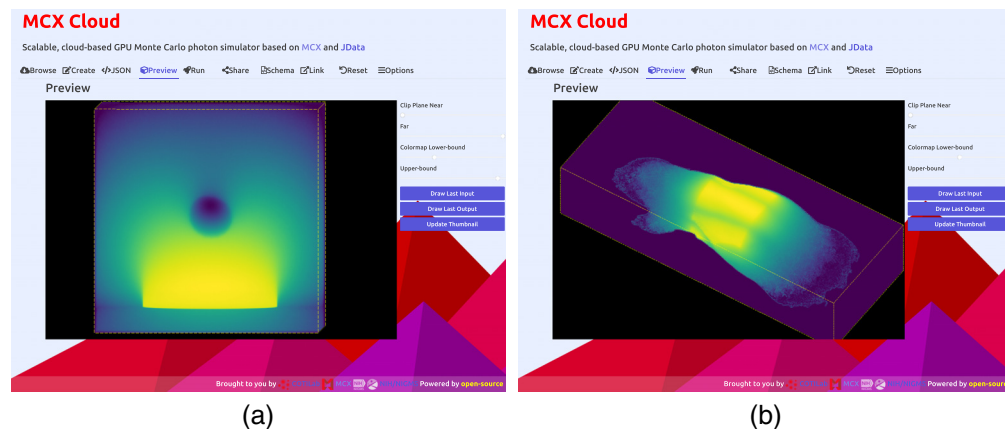 MCX Cloud
Scalable, cloud-based GPU Monte Carlo photon simulator based on MCX and JData
Browse Create </>JSON Preview Run Share Schema Link Reset Options
Preview
Clip Plane Near
Far
Colormap Lower-bound
Upper-bound
Draw Last Input
Draw Last Output
Update Thumbnail
Brought to you by MCX NIH Powered by open-source
(a)
MCX Cloud
Scalable, cloud-based GPU Monte Carlo photon simulator based on MCX and JData
Browse Create </>JSON Preview Run Share Schema Link Reset Options
Preview
Clip Plane Near
Far
Colormap Lower-bound
Upper-bound
Draw Last Input
Draw Last Output
Update Thumbnail
Brought to you by MCX NIH Powered by open-source
(b)